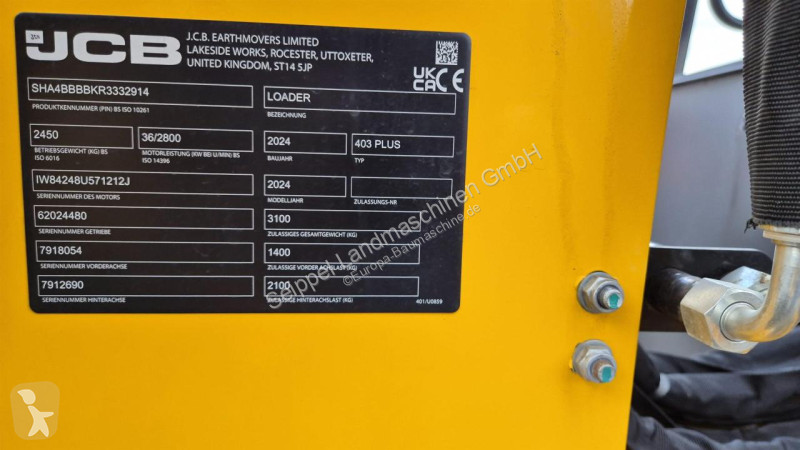 JCB
J.C.B. EARTHMOVERS LIMITED
LAKESIDE WORKS, ROCESTER, UTTOXETER,
UNITED KINGDOM, ST14 5JP
UK
CA CE
SHA4BBBBKR3332914
PRODUKTKENNUMMER (PIN) BS ISO 10261
LOADER
BEZEICHNUNG
2450
BETRIEBSGEWICHT (KG) BS
ISO 6016
36/2800
MOTORLEISTUNG (KW BEI U/MIN) BS
ISO 14396
2024
BAUJAHR
403 PLUS
TYP
IW84248U571212J
SERIENNUMMER DES MOTORS
2024
MODELLJAHR
ZULASSUNGS-NR
62024480
SERIENNUMMER GETRIEBE
3100
ZULÄSSIGES GESAMTGEWICHT (KG)
7918054
SERIENNUMMER VORDERACHSE
1400
ZULÄSSIGE VORDER ACHSLAST (KG)
7912690
SERIENNUMMER HINTERACHSE
2100
ZULÄSSIGE HINTERACHSLAST (KG)
401/U0859
Seippel Landmaschinen GmbH
©Europa-Baumaschine.de